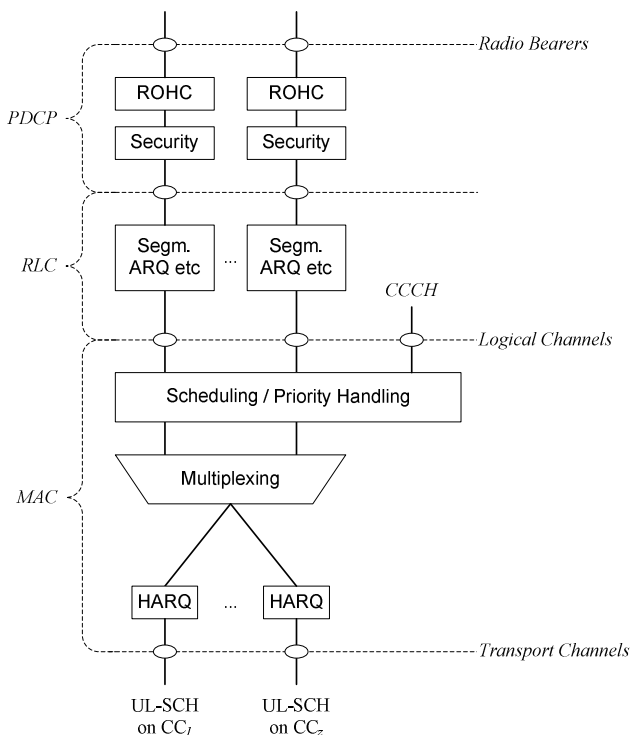 Radio Bearers
ROHC ROHC
PDCP
Security Security
Segm. ARQ etc ... Segm. ARQ etc
RLC
CCCH
Logical Channels
Scheduling / Priority Handling
Multiplexing
MAC
HARQ ... HARQ
Transport Channels
UL-SCH on CC1 UL-SCH on CCz